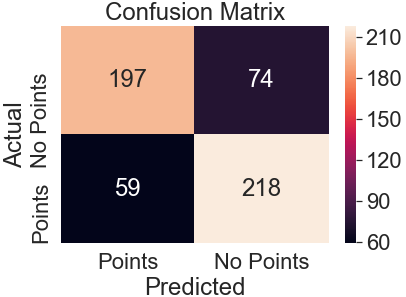 Confusion Matrix
Actual
No Points
Points
197
74
59
218
Points
No Points
Predicted
210
180
150
120
90
60